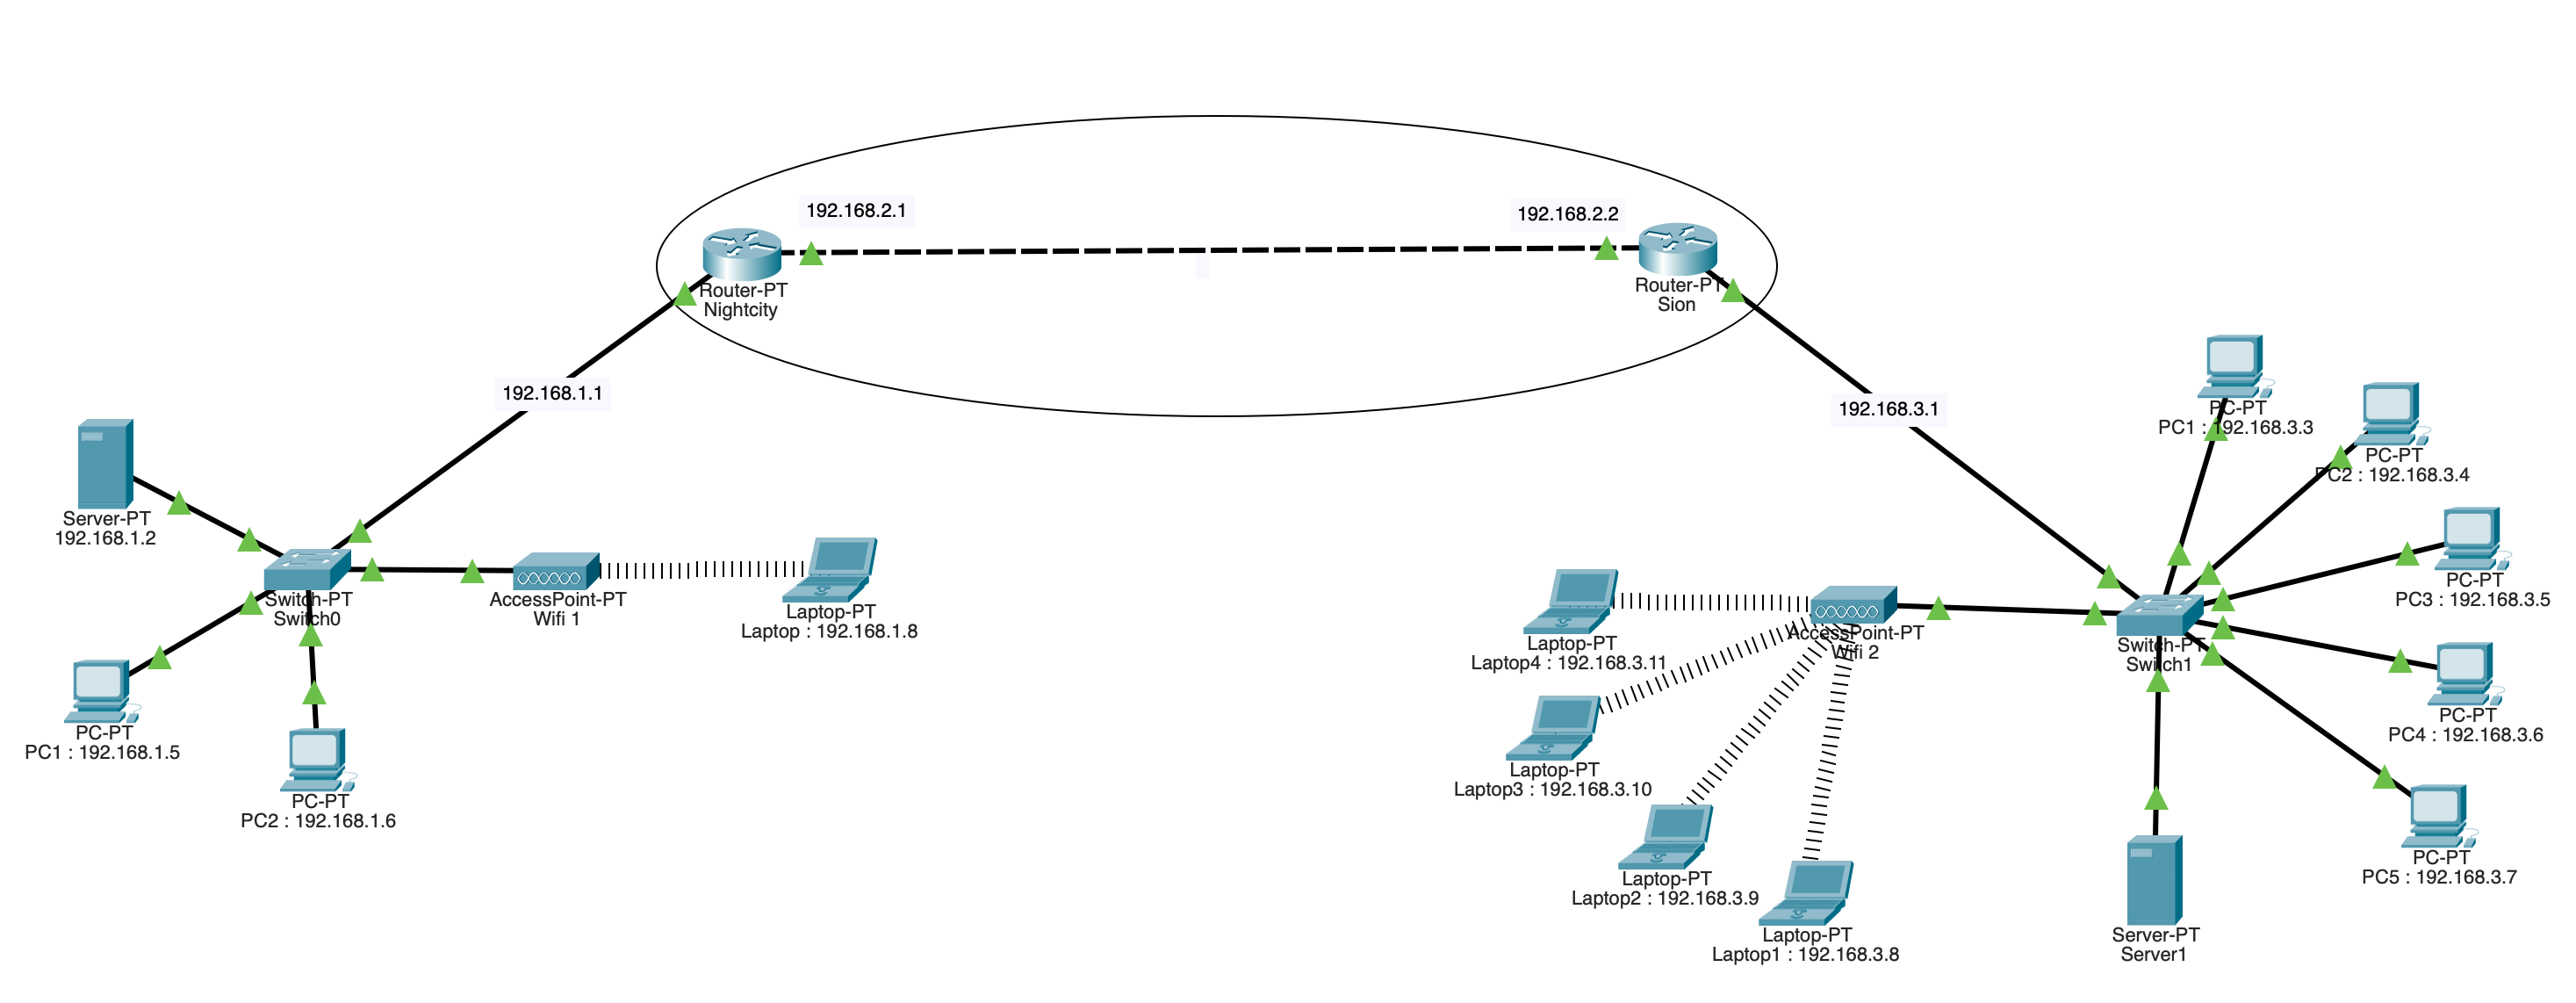 192.168.2.1
192.168.2.2
Router-PT
Nightcity
Router-PT
Sion
192.168.1.1
192.168.3.1
Server-PT
192.168.1.2
Switch-PT
Switch0
AccessPoint-PT
Wifi 1
Laptop-PT
Laptop : 192.168.1.8
PC-PT
PC1 : 192.168.1.5
PC-PT
PC2 : 192.168.1.6
PC-PT
PC1 : 192.168.3.3
PC-PT
PC2 : 192.168.3.4
PC-PT
PC3 : 192.168.3.5
PC-PT
PC4 : 192.168.3.6
PC-PT
PC5 : 192.168.3.7
AccessPoint-PT
Wifi 2
Switch-PT
Switch1
Laptop-PT
Laptop4 : 192.168.3.11
Laptop-PT
Laptop3 : 192.168.3.10
Laptop-PT
Laptop2 : 192.168.3.9
Laptop-PT
Laptop1 : 192.168.3.8
Server-PT
Server1